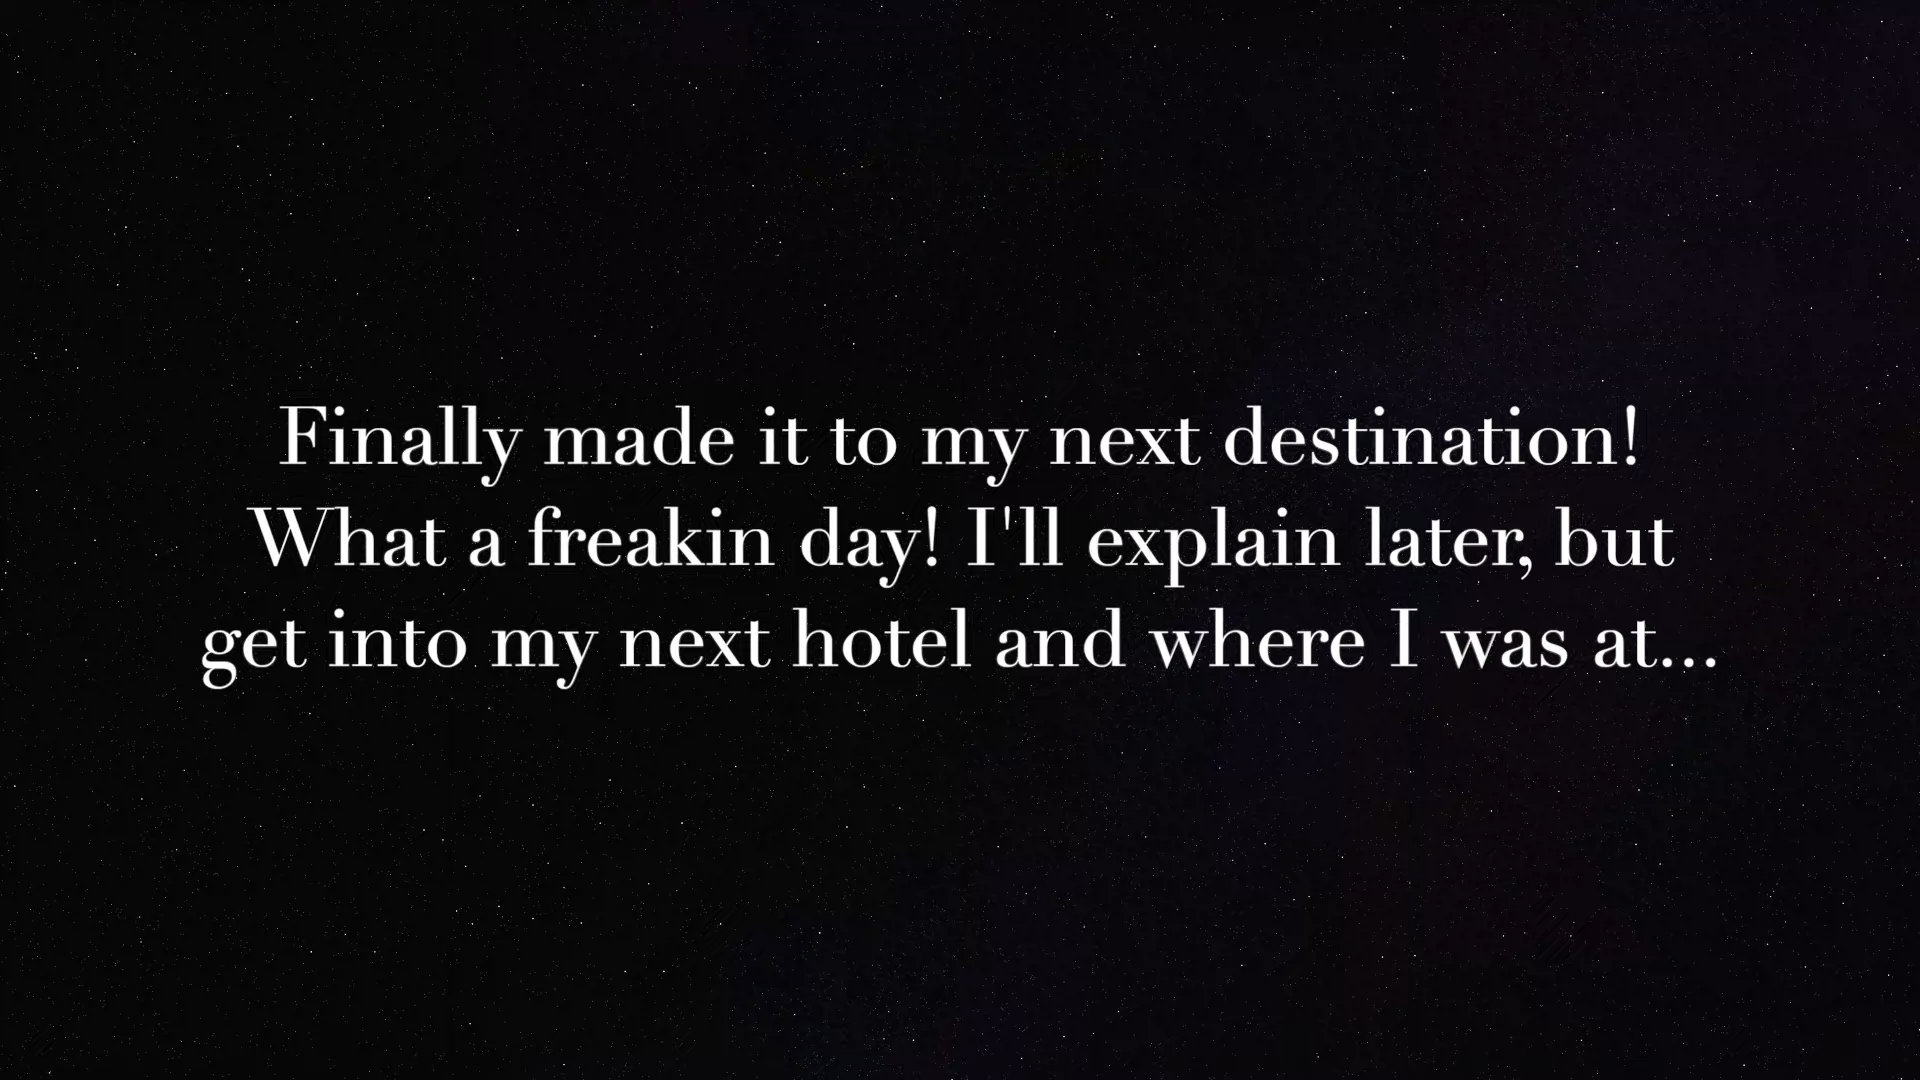 Finally made it to my next destination!
What a freakin day! I'll explain later, but
get into my next hotel and where I was at...